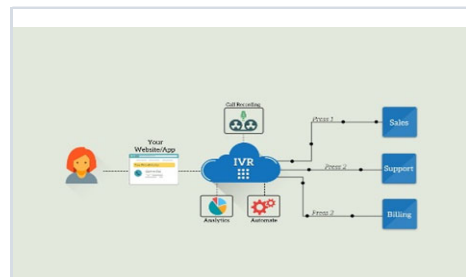 Call Recording
Press 1
Sales
Your
Website/App
IVR
Press 2
Support
Analytics
Automate
Press 3
Billing